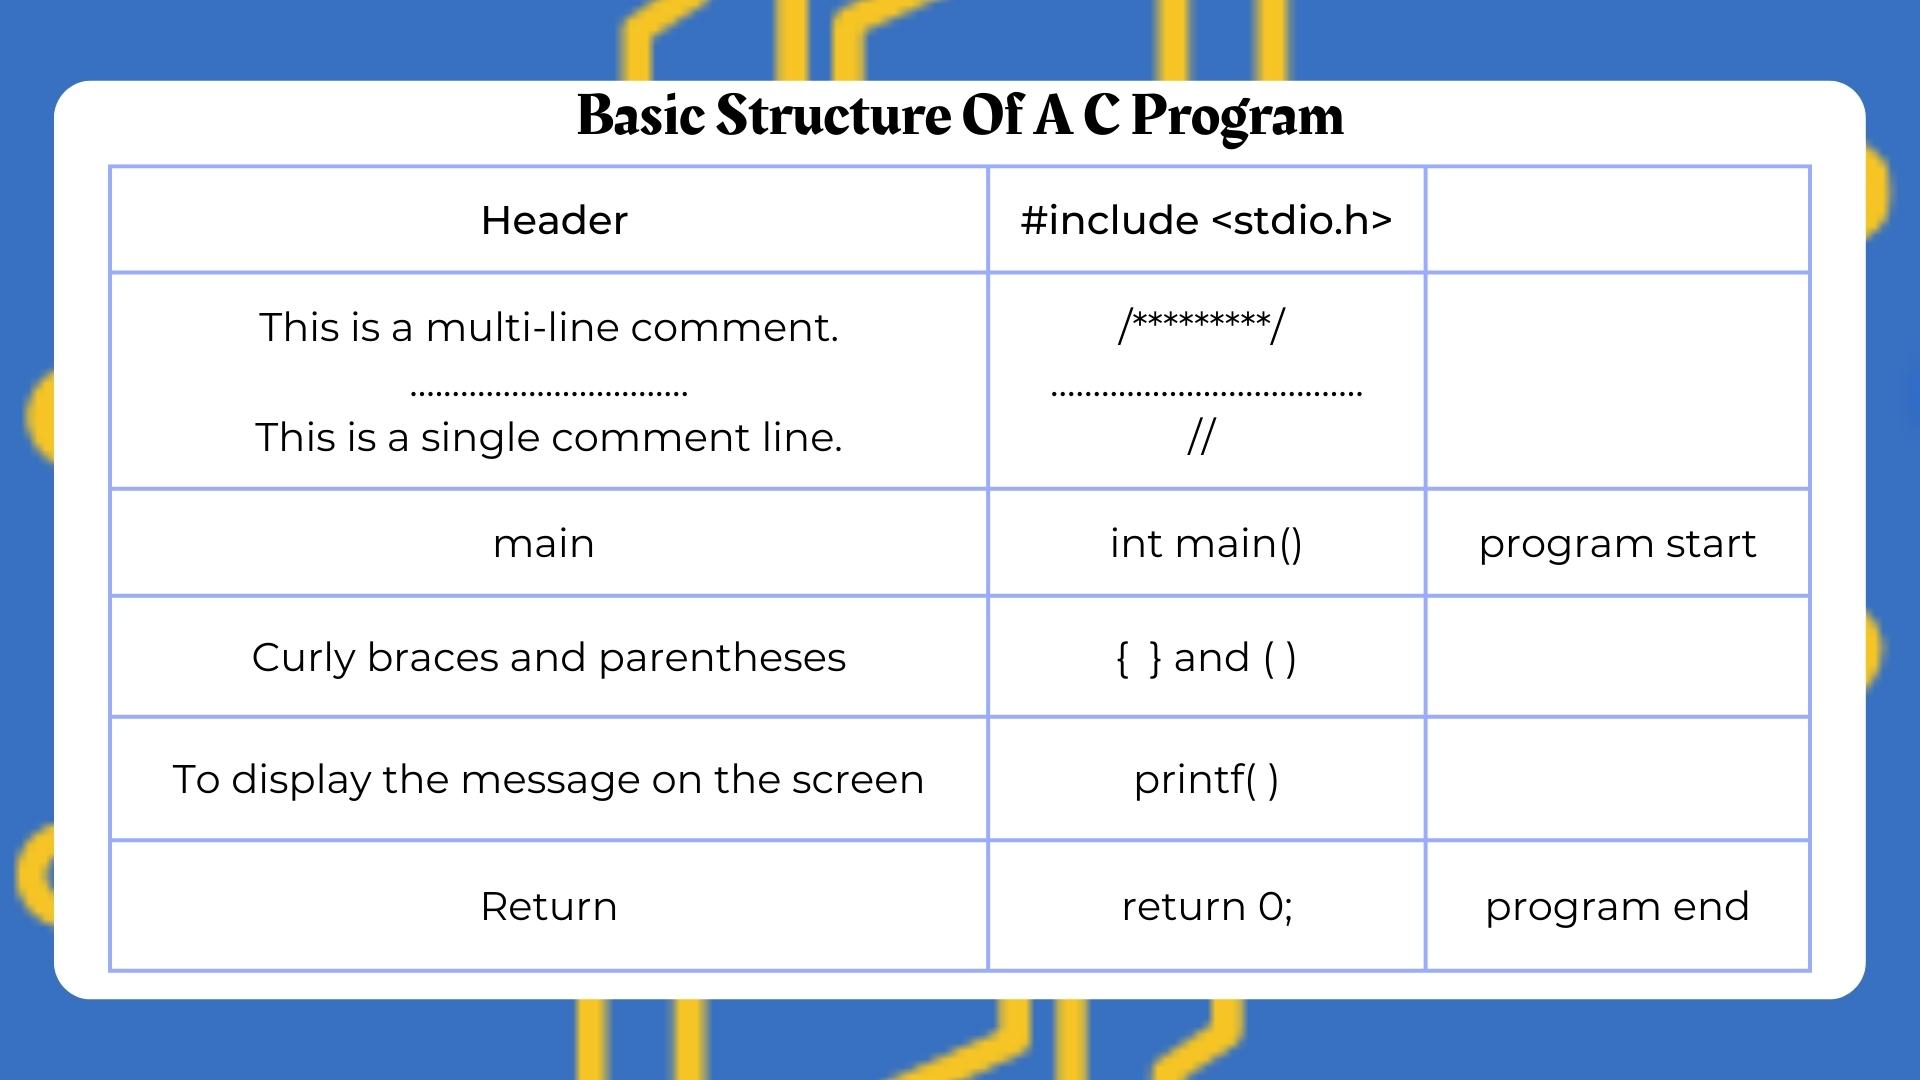 Basic Structure Of A C Program
Header
#include <stdio.h>
This is a multi-line comment.
/*********/
.................................
.....................................
This is a single comment line.
//
main
int main()
program start
Curly braces and parentheses
{  } and ( )
To display the message on the screen
printf( )
Return
return 0;
program end